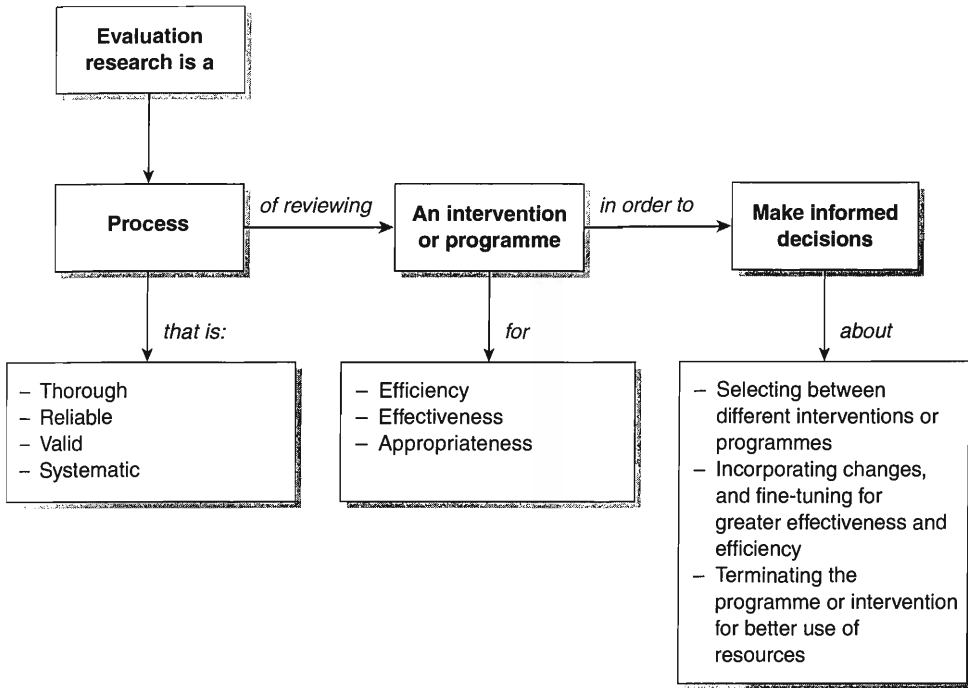 Evaluation
research is a
Process
of reviewing
An intervention
or programme
in order to
Make informed
decisions
that is:
– Thorough
– Reliable
– Valid
– Systematic
for
– Efficiency
– Effectiveness
– Appropriateness
about
– Selecting between
different interventions or
programmes
– Incorporating changes,
and fine-tuning for
greater effectiveness and
efficiency
– Terminating the
programme or intervention
for better use of
resources